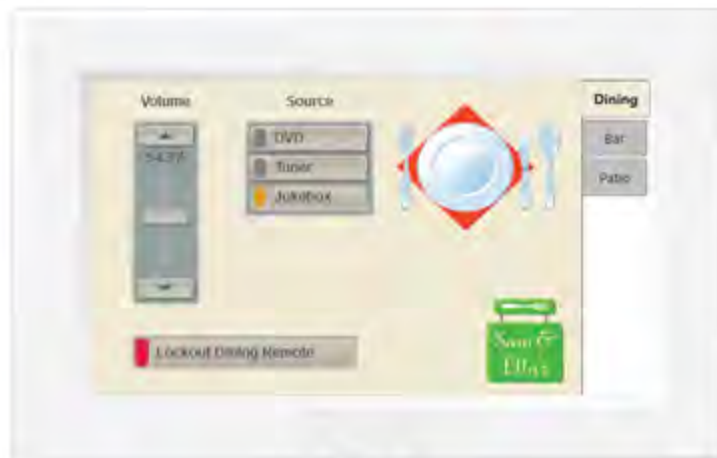 Volume
Source
DVD
Tuner
Jukebox
Lockout Dining Remote
Dining
Bar
Patio
Sam &
Ella's